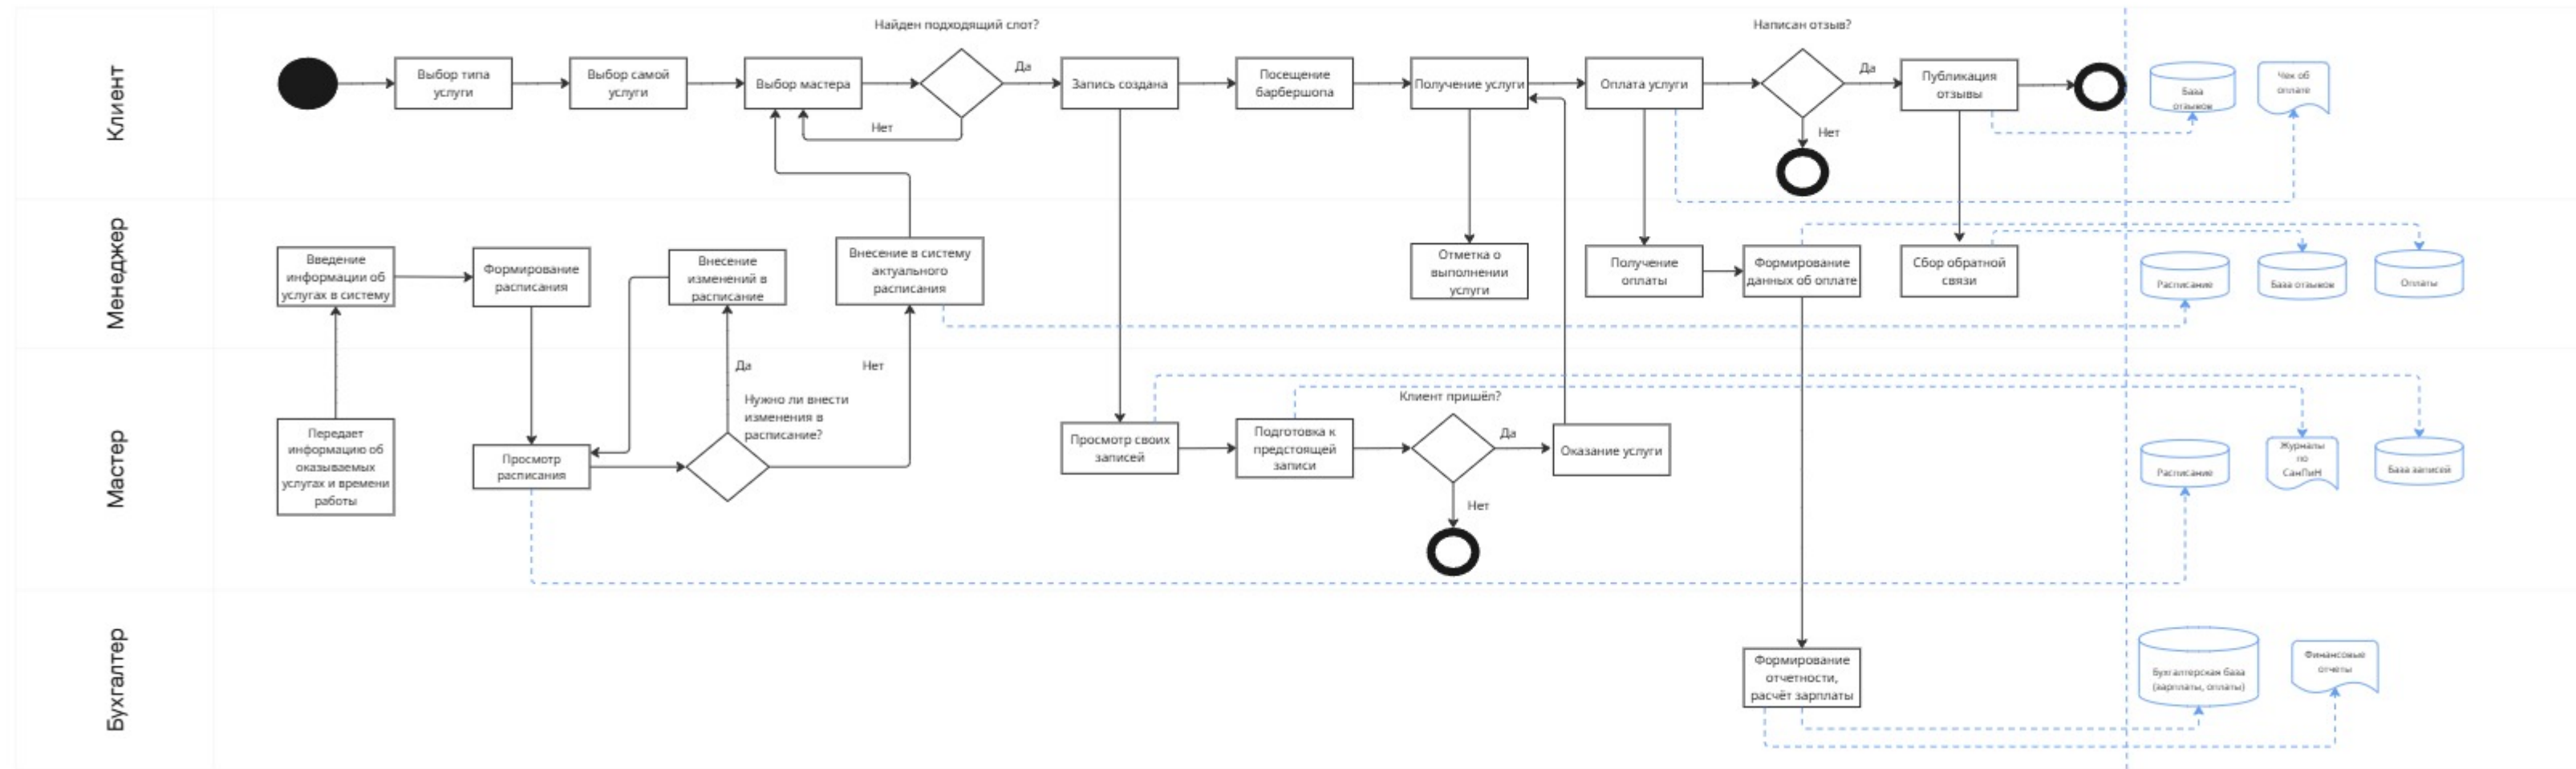 Клиент
Найден подходящий слот?
Написан отзыв?
Выбор типа
услуги
Выбор самой
услуги
Выбор мастера
Да
Запись создана
Посещение
барбершопа
Получение услуги
Оплата услуги
Да
Публикация
отзывы
База
отзывов
Чек об
оплате
Нет
Нет
Менеджер
Введение
информации об
услугах в систему
Формирование
расписания
Внесение
изменений в
расписание
Внесение в систему
актуального
расписания
Отметка о
выполнении
услуги
Получение
оплаты
Формирование
данных об оплате
Сбор обратной
связи
Расписание
База отзывов
Оплаты
Мастер
Да
Нет
Нужно ли внести
изменения в
расписание?
Клиент пришёл?
Передает
информацию об
оказываемых
услугах и времени
работы
Просмотр
расписания
Просмотр своих
записей
Подготовка к
предстоящей
записи
Да
Оказание услуги
Нет
Расписание
Журналы
по
СанПиН
База записей
Бухгалтер
Формирование
отчетности,
расчёт зарплаты
Бухгалтерская база
(зарплаты, оплаты)
Финансовые
отчеты